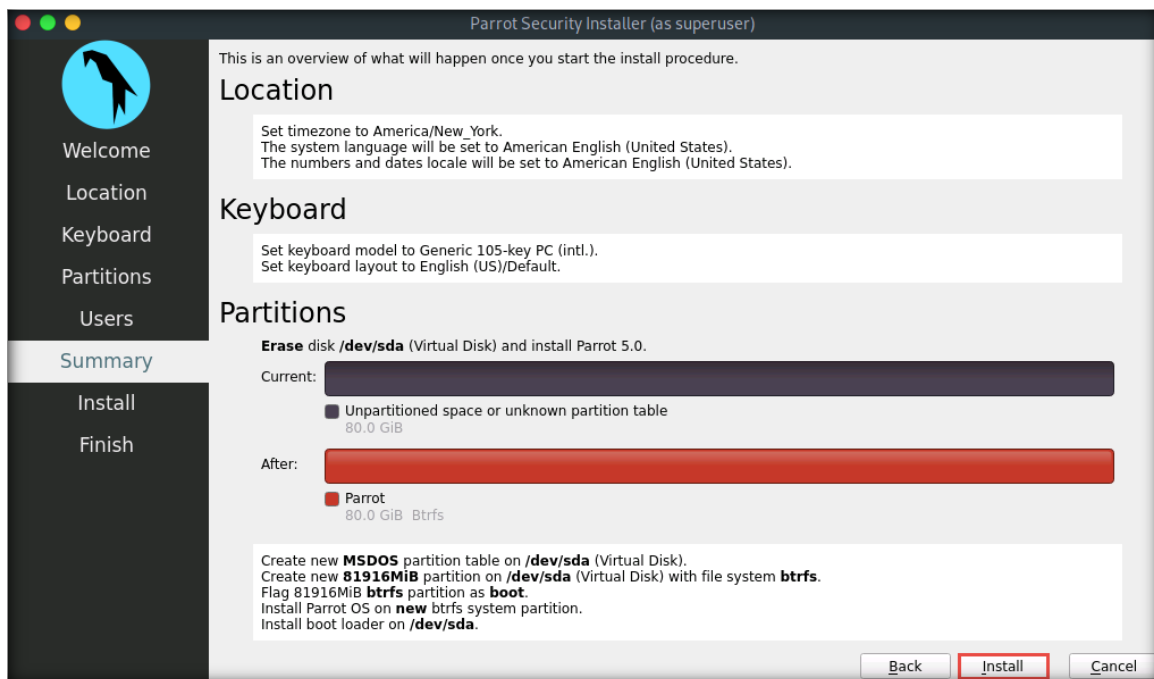 Parrot Security Installer (as superuser)
Welcome
Location
Keyboard
Partitions
Users
Summary
Install
Finish
This is an overview of what will happen once you start the install procedure.
Location
Set timezone to America/New_York.
The system language will be set to American English (United States).
The numbers and dates locale will be set to American English (United States).
Keyboard
Set keyboard model to Generic 105-key PC (intl.).
Set keyboard layout to English (US)/Default.
Partitions
Erase disk /dev/sda (Virtual Disk) and install Parrot 5.0.
Current:
Unpartitioned space or unknown partition table
80.0 GiB
After:
Parrot
80.0 GiB Btrfs
Create new MSDOS partition table on /dev/sda (Virtual Disk).
Create new 81916MiB partition on /dev/sda (Virtual Disk) with file system btrfs.
Flag 81916MiB btrfs partition as boot.
Install Parrot OS on new btrfs system partition.
Install boot loader on /dev/sda.
Back Install Cancel